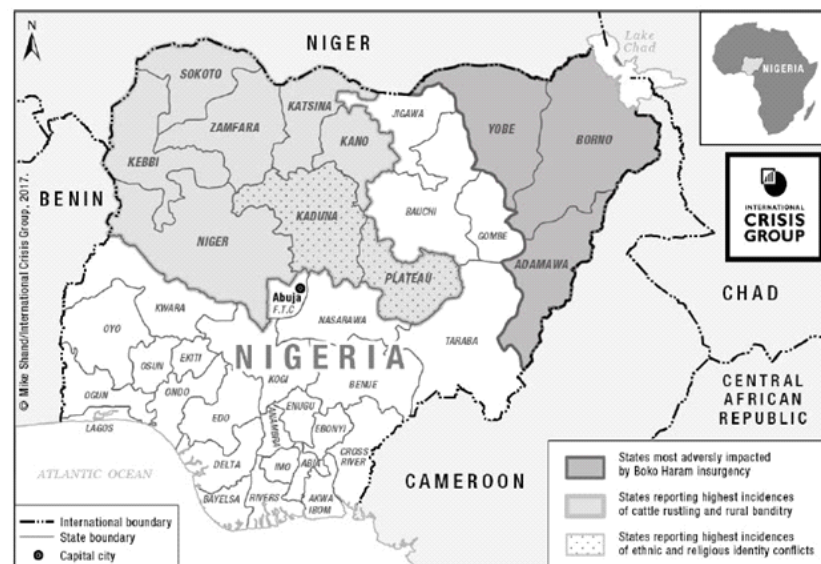 N
NIGER
Lake
Chad
NIGERIA
SOKOTO
KATSINA
JIGAWA
ZAMFARA
KANO
YOBE
BORNO
KEBBI
BENIN
INTERNATIONAL
CRISIS
GROUP
KADUNA
BAUCHI
GOMBE
NIGER
PLATEAU
ADAMAWA
Abuja
F.T.C
CHAD
KWARA
NASARAWA
OYO
TARABA
NIGERIA
OSUN
EKITI
KOGI
BENUE
CENTRAL
AFRICAN
REPUBLIC
OGUN
ONDO
ENUGU
EDO
ANAMBRA
EBONYI
LAGOS
CROSS
RIVER
DELTA
IMO
ABIA
ATLANTIC OCEAN
CAMEROON
BAYELSA
RIVERS
AKWA
IBOM
© Mike Shand/International Crisis Group, 2017.
International boundary
State boundary
Capital city
States most adversly impacted
by Boko Haram insurgency
States reporting highest incidences
of cattle rustling and rural banditry
States reporting highest incidences
of ethnic and religious identity conflicts